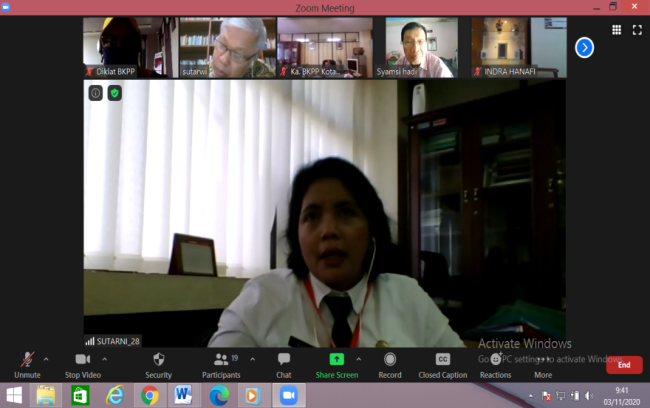 Zoom Meeting
Diklat BKPP
sutarwi
Ka. BKPP Kota
Syamsi hadi
INDRA HANAFI
SUTARNI_28
Activate Windows
Go to PC settings to activate Windows.
Unmute
Stop Video
Security
Participants
19
Chat
Share Screen
Record
Closed Caption
Reactions
More
End
9:41
03/11/2020